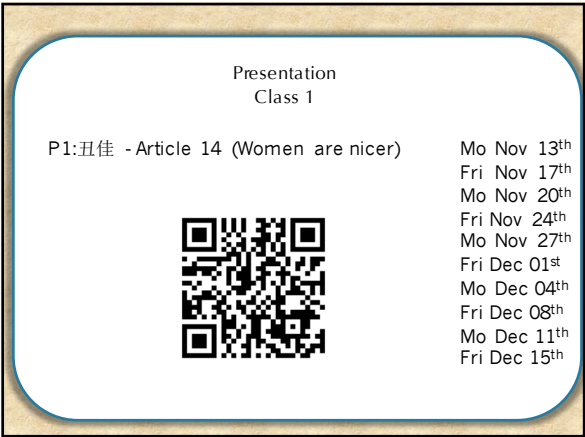 Presentation
Class 1
P1:丑佳 - Article 14 (Women are nicer)
Mo Nov 13th
Fri Nov 17th
Mo Nov 20th
Fri Nov 24th
Mo Nov 27th
Fri Dec 01st
Mo Dec 04th
Fri Dec 08th
Mo Dec 11th
Fri Dec 15th